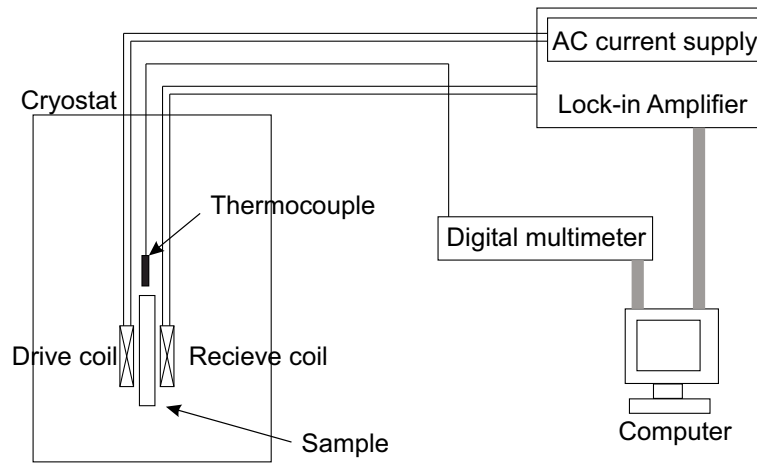 AC current supply
Lock-in Amplifier
Cryostat
Thermocouple
Digital multimeter
Drive coil
Recieve coil
Sample
Computer